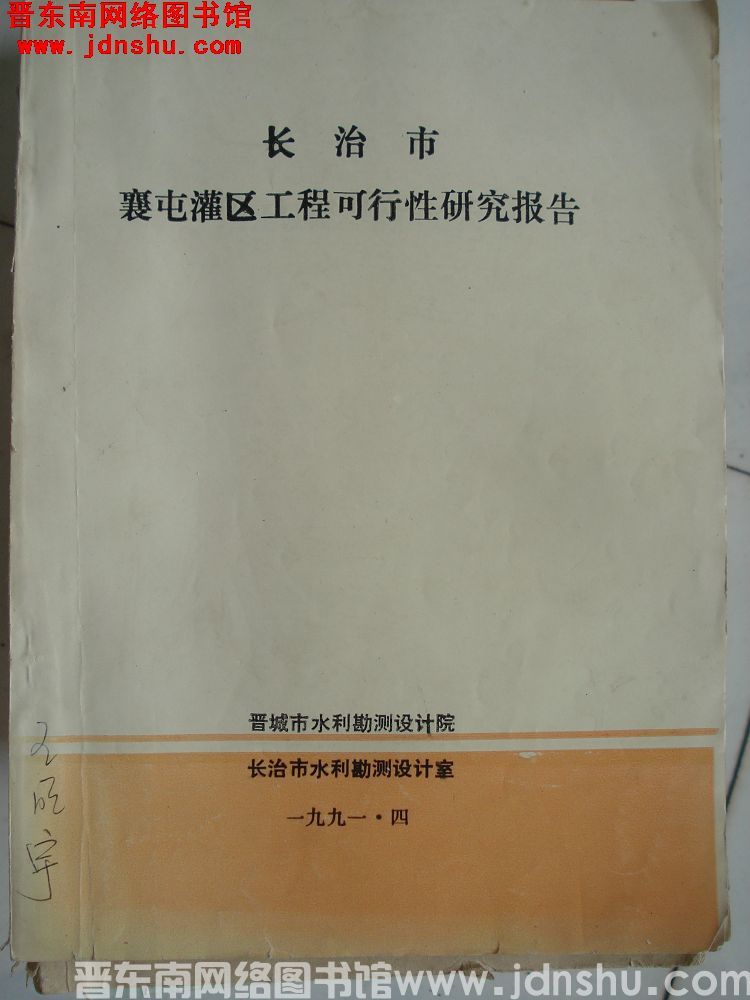 晋东南网络图书馆
www.jdnshu.com
长治市
襄屯灌区工程可行性研究报告
晋城市水利勘测设计院
长治市水利勘测设计室
一九九一·四
晋东南网络图书馆www.jdnshu.com